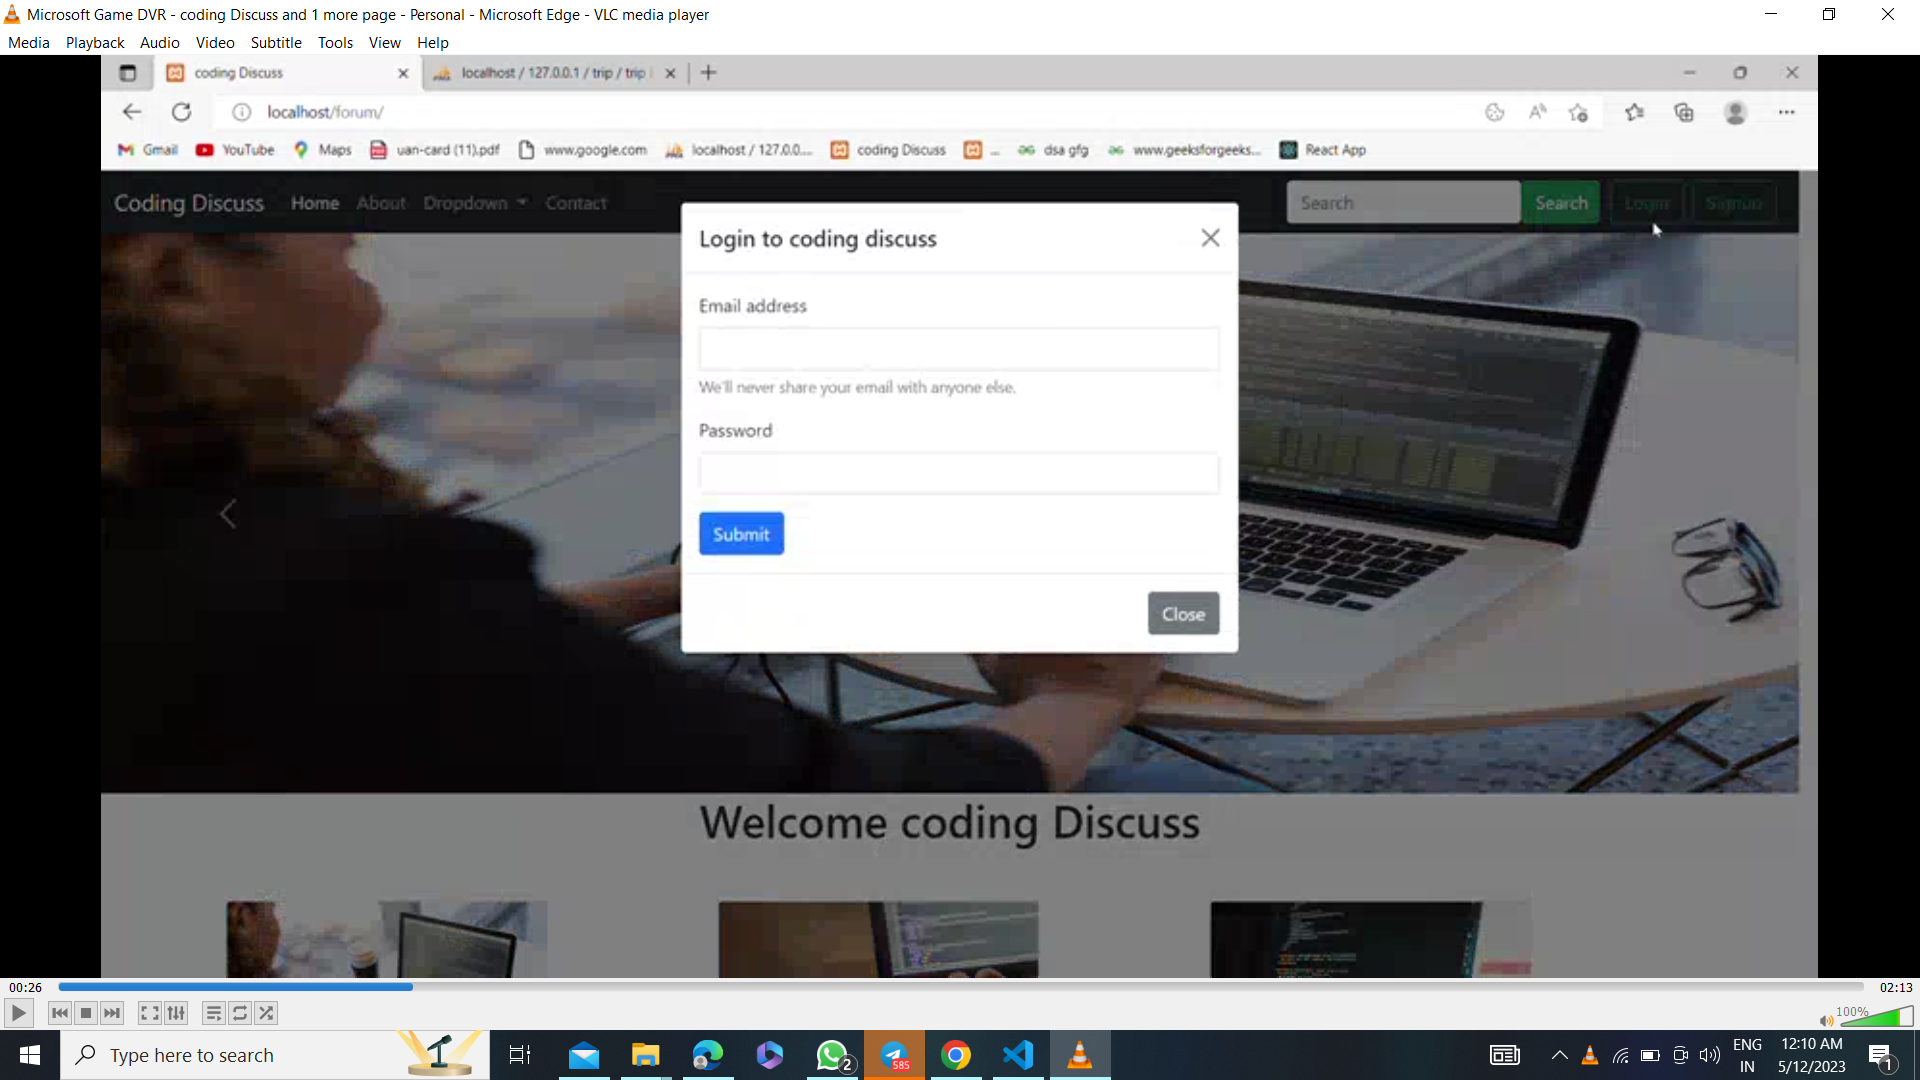 Microsoft Game DVR - coding Discuss and 1 more page - Personal - Microsoft Edge - VLC media player
Media Playback Audio Video Subtitle Tools View Help
coding Discuss localhost / 127.0.0.1 / trip / trip
localhost/forum/
Gmail YouTube Maps uan-card (11).pdf www.google.com localhost / 127.0.0... coding Discuss ... dsa gfg www.geeksforgeeks... React App
Coding Discuss Home About Dropdown Contact Search Search Login Signup
Login to coding discuss
Email address
We'll never share your email with anyone else.
Password
Submit
Close
Welcome coding Discuss
00:26 02:13
100%
Type here to search 2 585 ENG IN 12:10 AM 5/12/2023 1